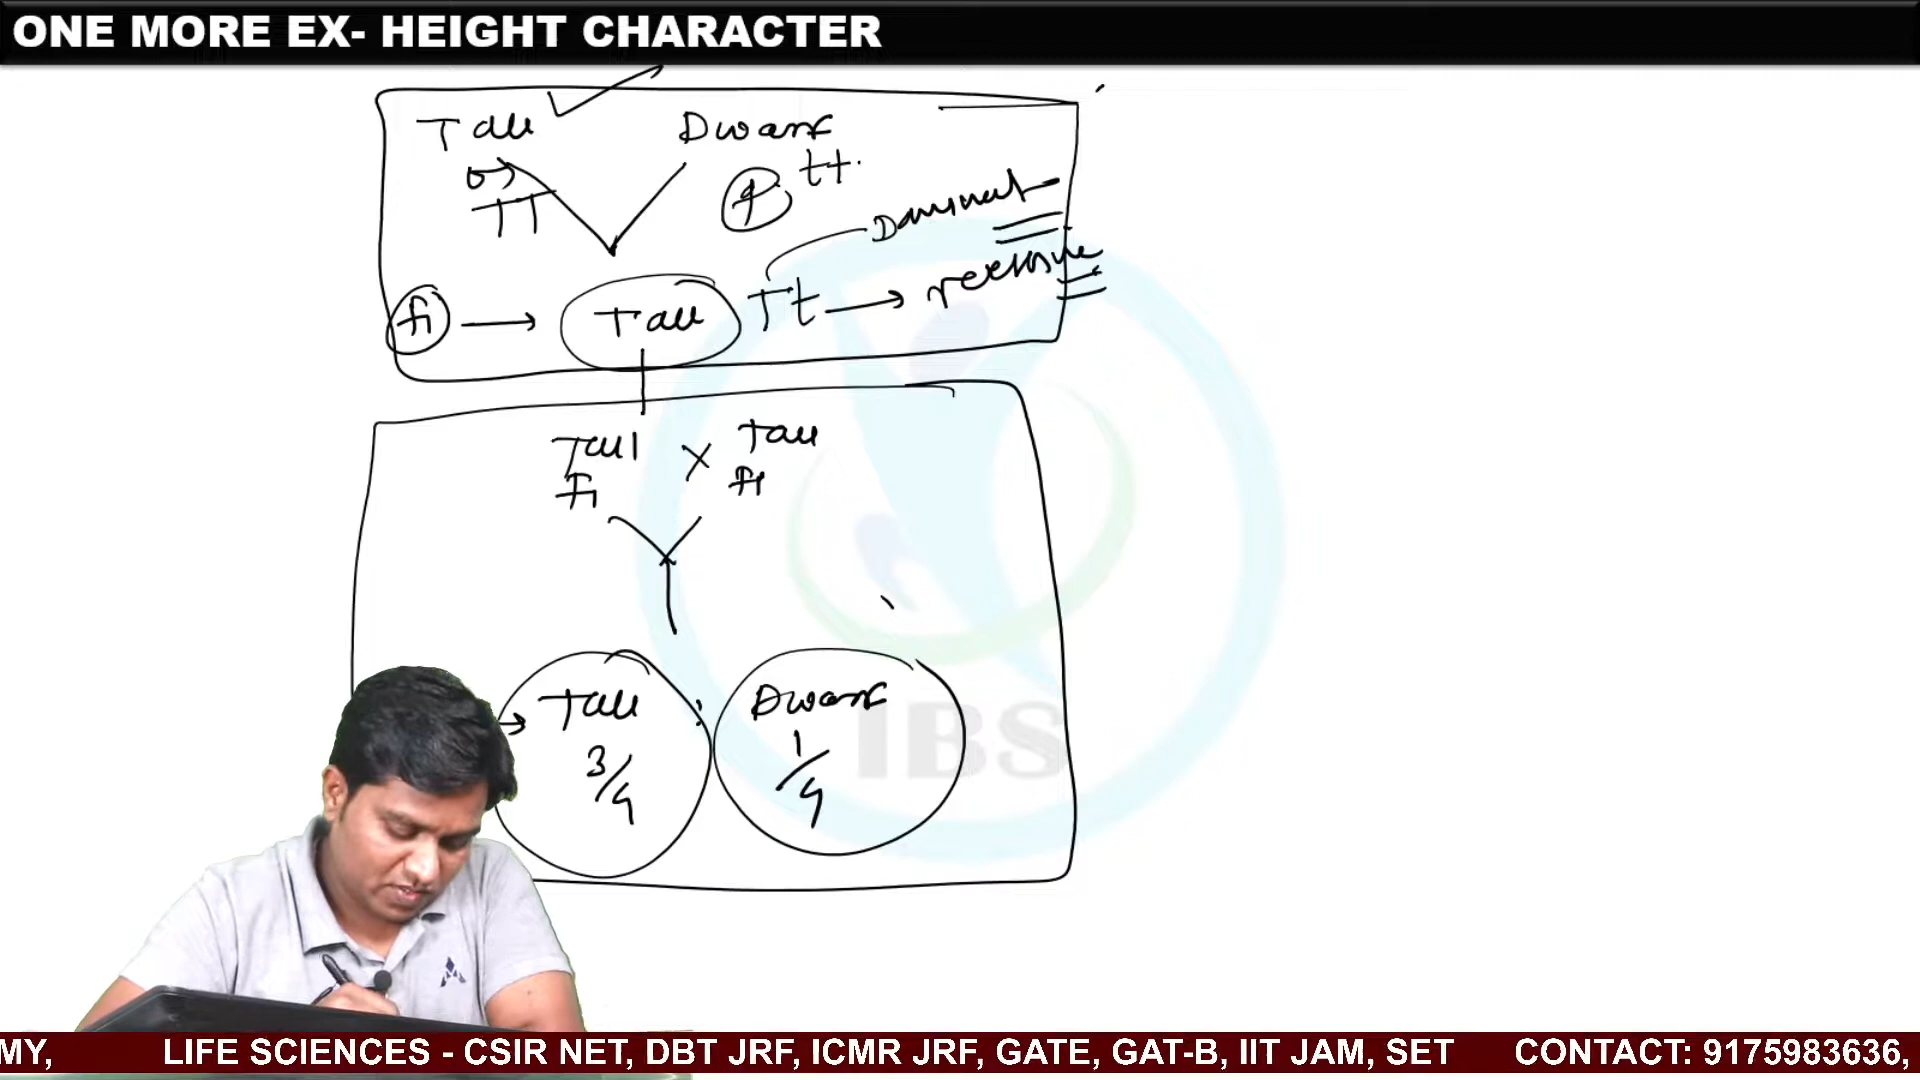 ONE MORE EX- HEIGHT CHARACTER
Tall Dwarf
TT tt
Dominant
F1 → Tall Tt → recessive
Tall × Tall
F1 F1
→ Tall : Dwarf
3/4 1/4
IBS
MY, LIFE SCIENCES - CSIR NET, DBT JRF, ICMR JRF, GATE, GAT-B, IIT JAM, SET CONTACT: 9175983636,